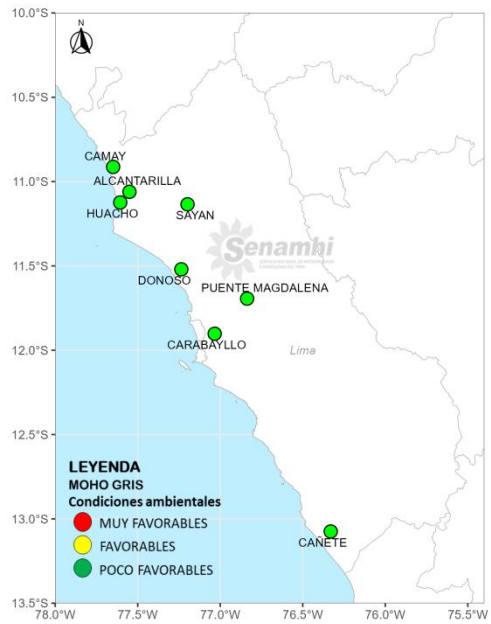 10.0°S
N
10.5°S
CAMAY
11.0°S
ALCANTARILLA
HUACHO
SAYAN
Senamhi
11.5°S
DONOSO
PUENTE MAGDALENA
12.0°S
CARABAYLLO
Lima
12.5°S
LEYENDA
MOHO GRIS
Condiciones ambientales
MUY FAVORABLES
FAVORABLES
POCO FAVORABLES
13.0°S
CAÑETE
13.5°S
78.0°W 77.5°W 77.0°W 76.5°W 76.0°W 75.5°W